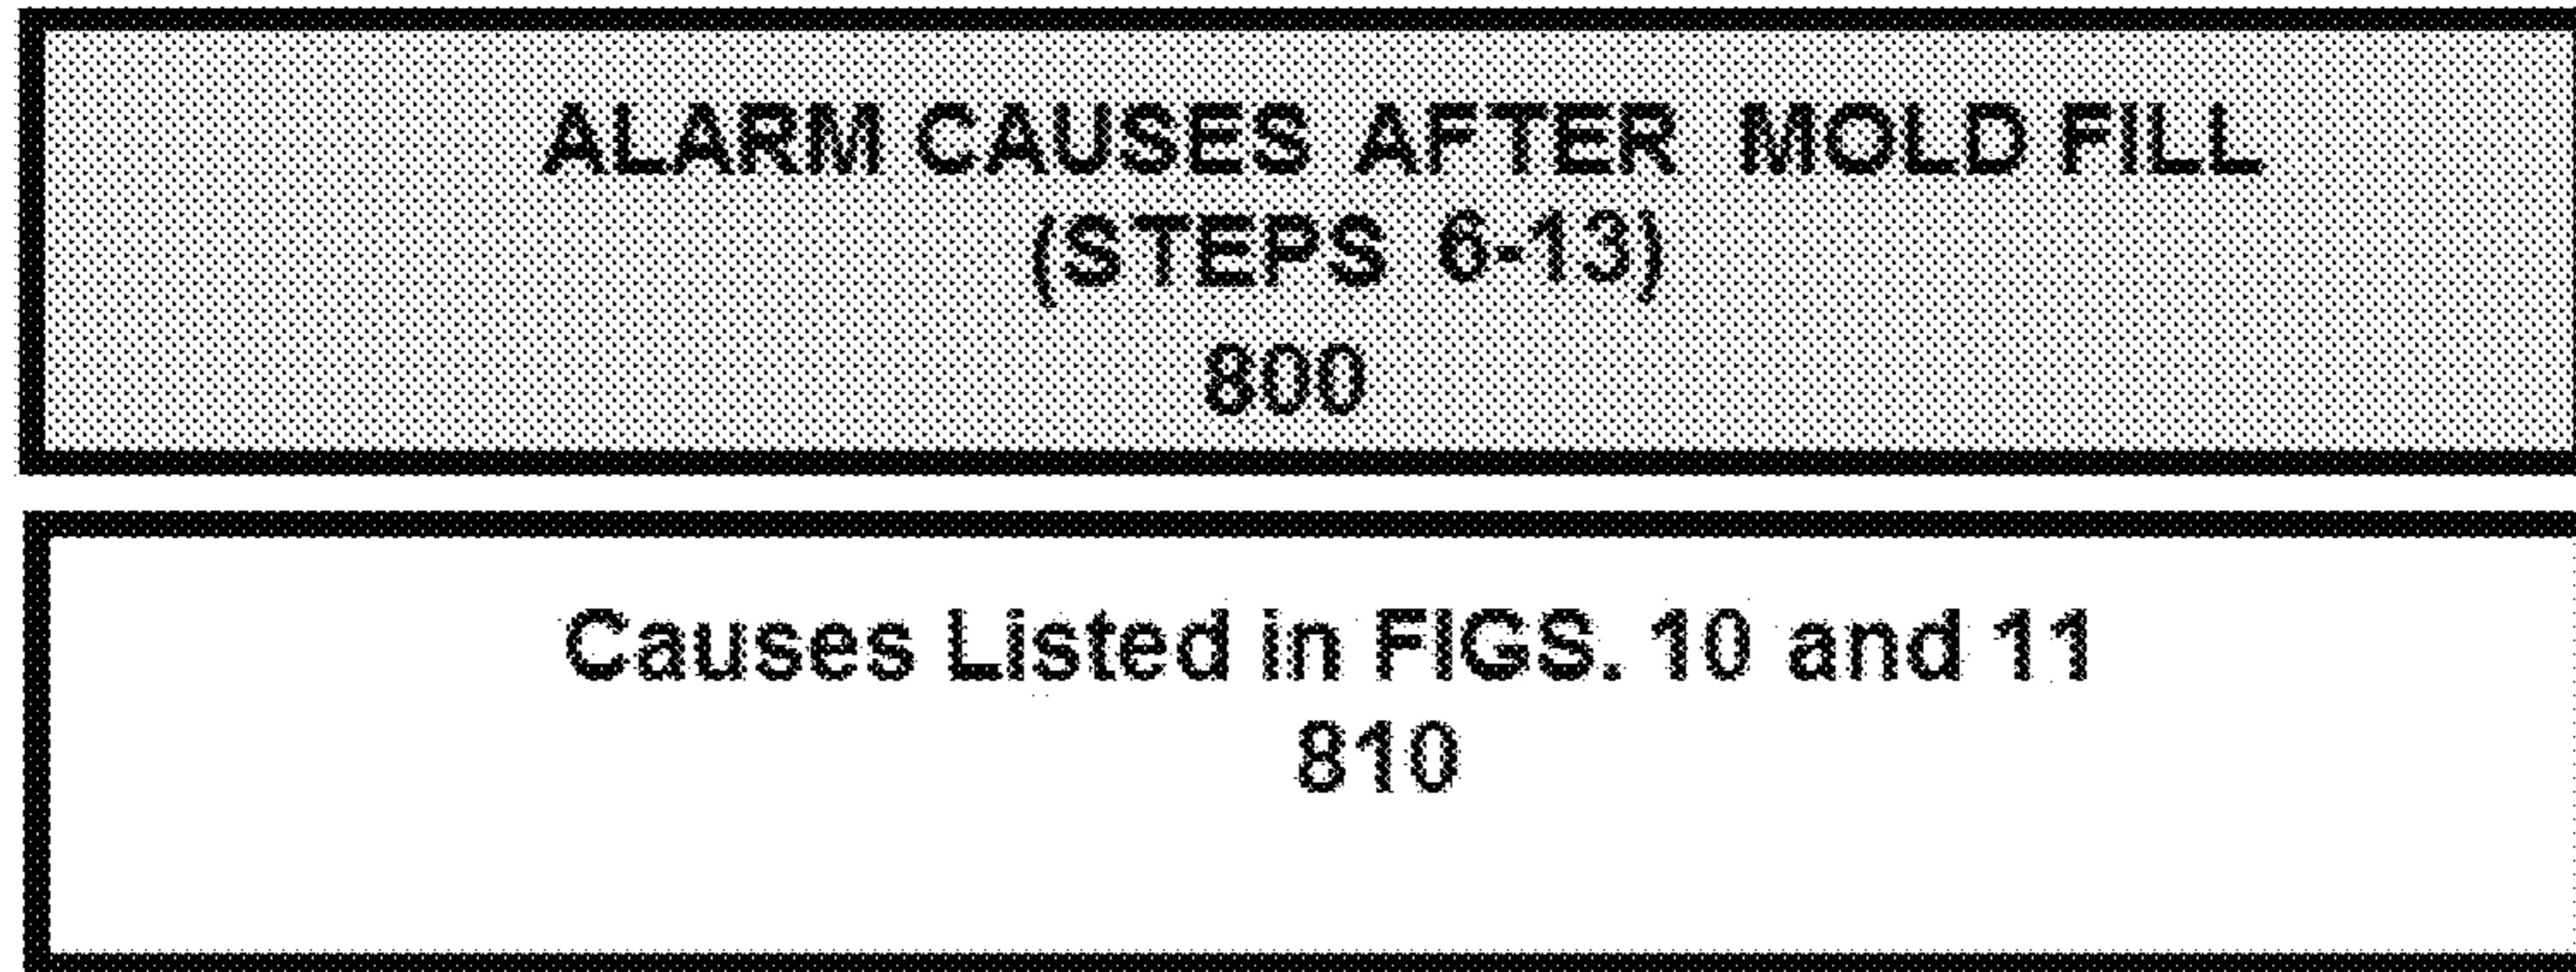 ALARM CAUSES AFTER MOLD FILL
(STEPS 6-13)
800
Causes Listed in FIGS. 10 and 11
810